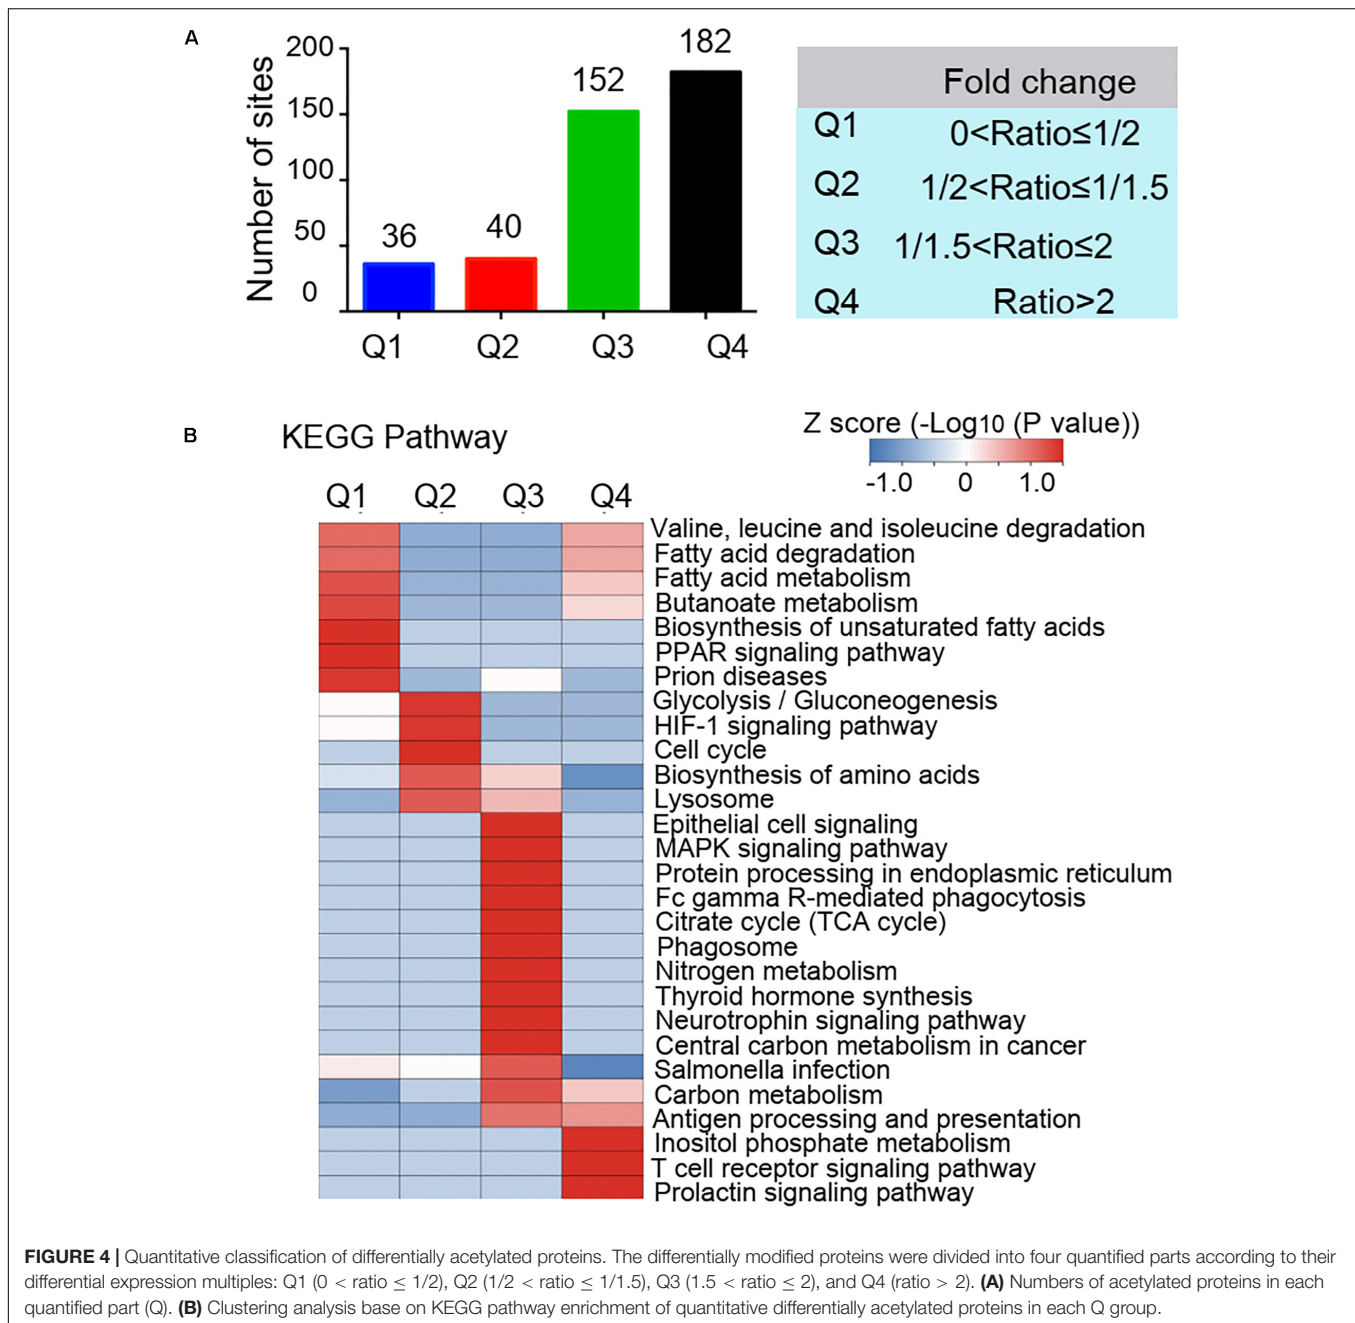 A
Number of sites
200
150
100
50
0
36
40
152
182
Q1 Q2 Q3 Q4
Fold change
Q1 0<Ratio≤1/2
Q2 1/2<Ratio≤1/1.5
Q3 1/1.5<Ratio≤2
Q4 Ratio>2
B
KEGG Pathway
Z score (-Log10 (P value))
-1.0 0 1.0
Q1 Q2 Q3 Q4
Valine, leucine and isoleucine degradation
Fatty acid degradation
Fatty acid metabolism
Butanoate metabolism
Biosynthesis of unsaturated fatty acids
PPAR signaling pathway
Prion diseases
Glycolysis / Gluconeogenesis
HIF-1 signaling pathway
Cell cycle
Biosynthesis of amino acids
Lysosome
Epithelial cell signaling
MAPK signaling pathway
Protein processing in endoplasmic reticulum
Fc gamma R-mediated phagocytosis
Citrate cycle (TCA cycle)
Phagosome
Nitrogen metabolism
Thyroid hormone synthesis
Neurotrophin signaling pathway
Central carbon metabolism in cancer
Salmonella infection
Carbon metabolism
Antigen processing and presentation
Inositol phosphate metabolism
T cell receptor signaling pathway
Prolactin signaling pathway
FIGURE 4 | Quantitative classification of differentially acetylated proteins. The differentially modified proteins were divided into four quantified parts according to their
differential expression multiples: Q1 (0 < ratio ≤ 1/2), Q2 (1/2 < ratio ≤ 1/1.5), Q3 (1.5 < ratio ≤ 2), and Q4 (ratio > 2). (A) Numbers of acetylated proteins in each
quantified part (Q). (B) Clustering analysis base on KEGG pathway enrichment of quantitative differentially acetylated proteins in each Q group.